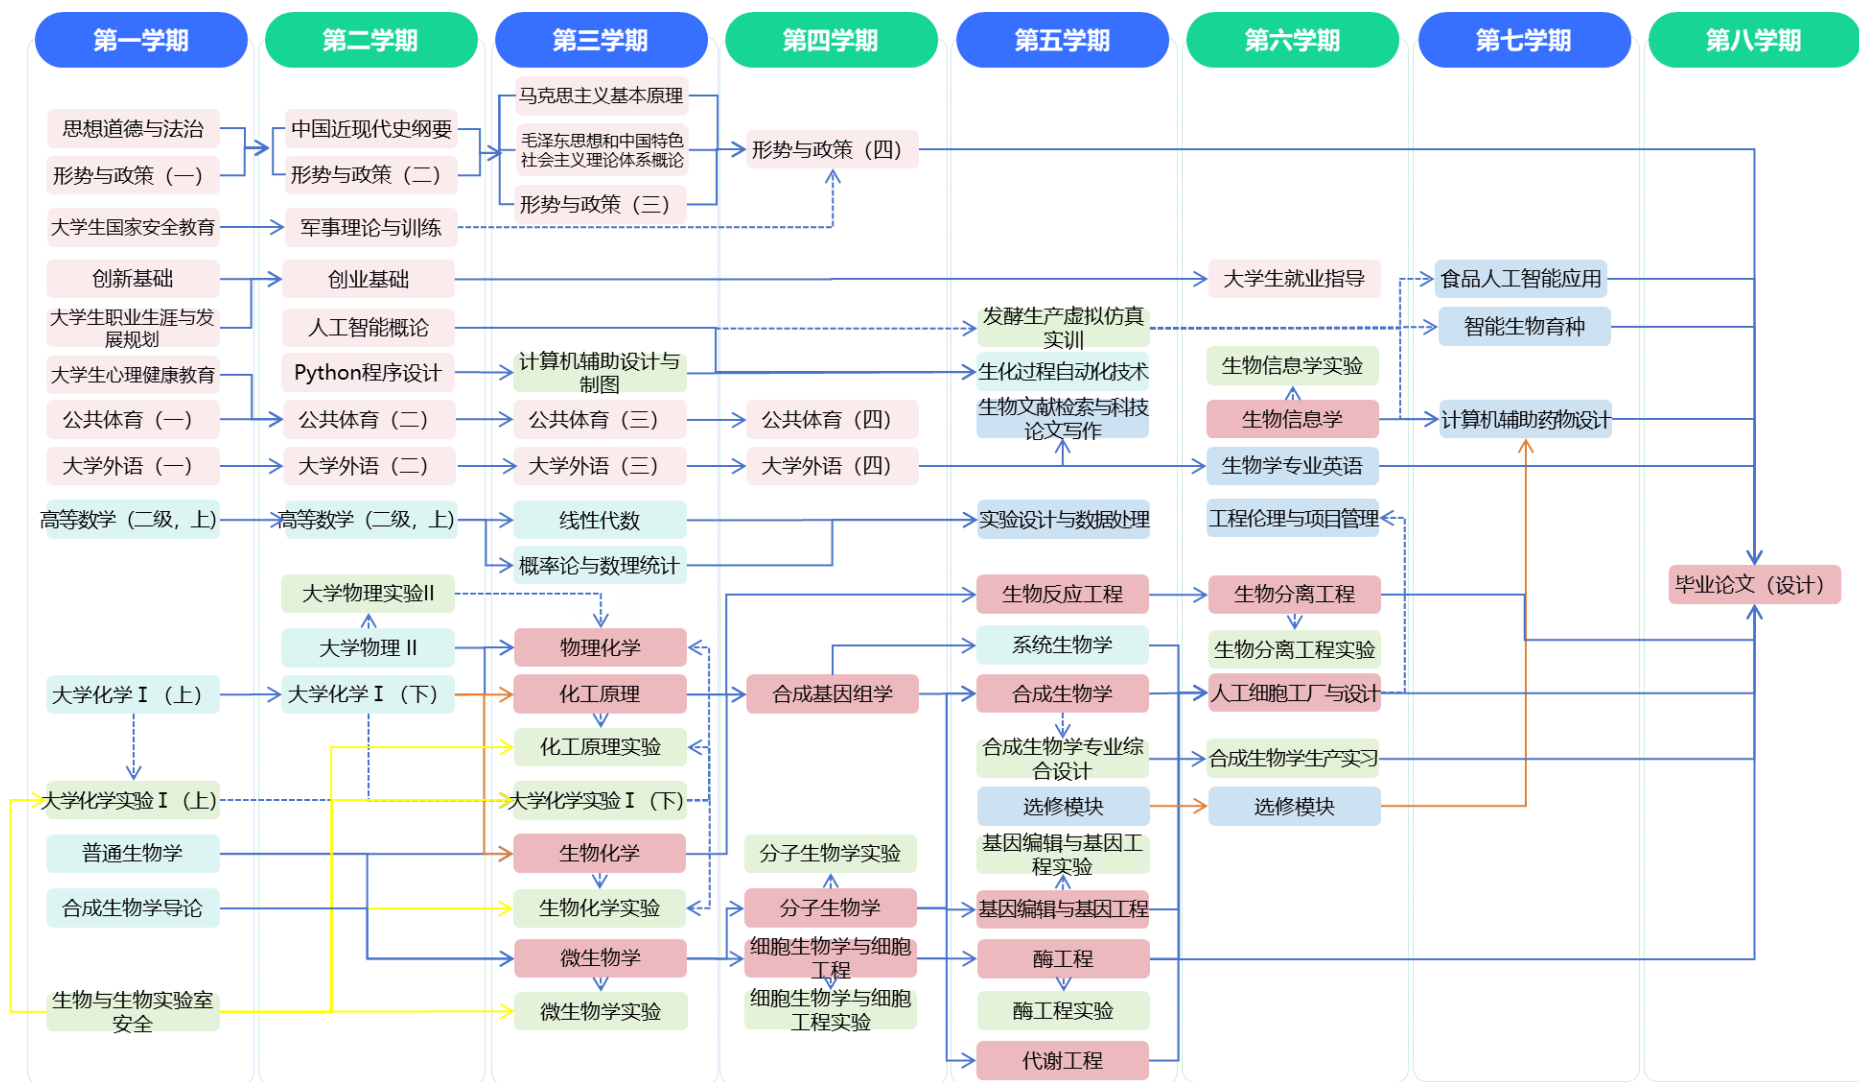 第一学期
第二学期
第三学期
第四学期
第五学期
第六学期
第七学期
第八学期
思想道德与法治
形势与政策（一）
大学生国家安全教育
创新基础
大学生职业生涯与发
展规划
大学生心理健康教育
公共体育（一）
大学外语（一）
高等数学（二级，上）
大学化学Ⅰ（上）
大学化学实验Ⅰ（上）
普通生物学
合成生物学导论
生物与生物实验室
安全
中国近现代史纲要
形势与政策（二）
军事理论与训练
创业基础
人工智能概论
Python程序设计
公共体育（二）
大学外语（二）
高等数学（二级，上）
大学物理实验II
大学物理 II
大学化学Ⅰ（下）
马克思主义基本原理
毛泽东思想和中国特色
社会主义理论体系概论
形势与政策（三）
计算机辅助设计与
制图
公共体育（三）
大学外语（三）
线性代数
概率论与数理统计
物理化学
化工原理
化工原理实验
大学化学实验Ⅰ（下）
生物化学
生物化学实验
微生物学
微生物学实验
形势与政策（四）
公共体育（四）
大学外语（四）
合成基因组学
分子生物学实验
分子生物学
细胞生物学与细胞
工程
细胞生物学与细胞
工程实验
发酵生产虚拟仿真
实训
生化过程自动化技术
生物文献检索与科技
论文写作
实验设计与数据处理
生物反应工程
系统生物学
合成生物学
合成生物学专业综
合设计
选修模块
基因编辑与基因工
程实验
基因编辑与基因工程
酶工程
酶工程实验
代谢工程
大学生就业指导
生物信息学实验
生物信息学
生物学专业英语
工程伦理与项目管理
生物分离工程
生物分离工程实验
人工细胞工厂与设计
合成生物学生产实习
选修模块
食品人工智能应用
智能生物育种
计算机辅助药物设计
毕业论文（设计）